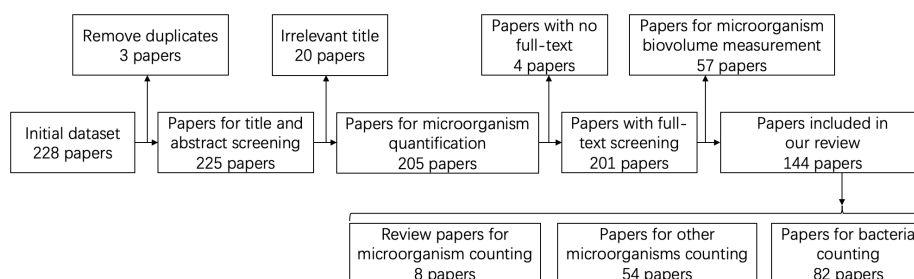 Remove duplicates
3 papers
Irrelevant title
20 papers
Papers with no
full-text
4 papers
Papers for microorganism
biovolume measurement
57 papers
Initial dataset
228 papers
Papers for title and
abstract screening
225 papers
Papers for microorganism
quantification
205 papers
Papers with full-
text screening
201 papers
Papers included in
our review
144 papers
Review papers for
microorganism counting
8 papers
Papers for other
microorganisms counting
54 papers
Papers for bacteria
counting
82 papers